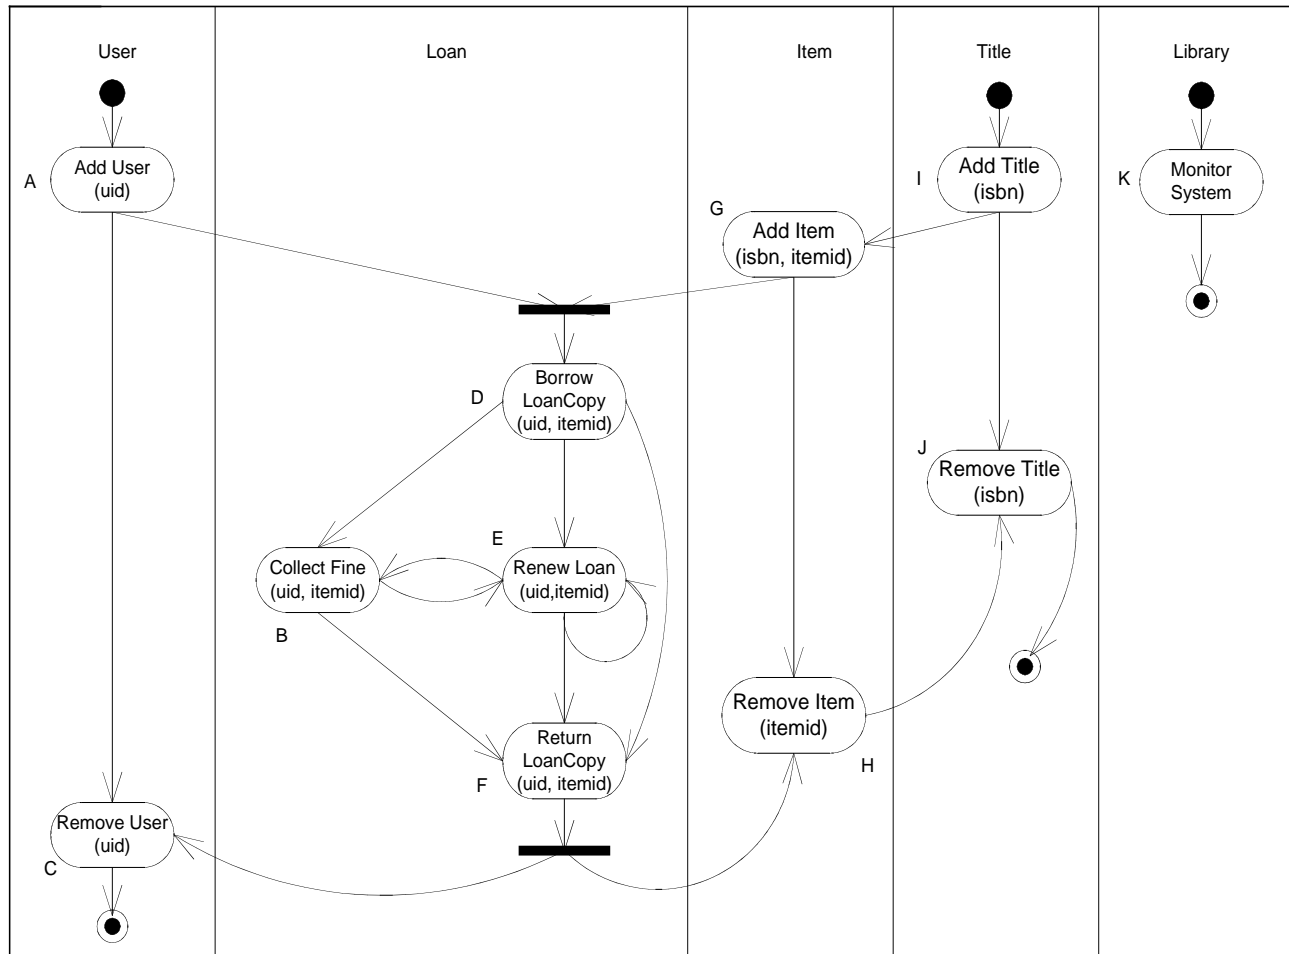 User
Loan
Item
Title
Library
A
Add User
(uid)
I
Add Title
(isbn)
K
Monitor
System
G
Add Item
(isbn, itemid)
D
Borrow
LoanCopy
(uid, itemid)
J
Remove Title
(isbn)
E
Collect Fine
(uid, itemid)
B
Renew Loan
(uid,itemid)
Remove Item
(itemid)
H
Return
LoanCopy
(uid, itemid)
F
Remove User
(uid)
C